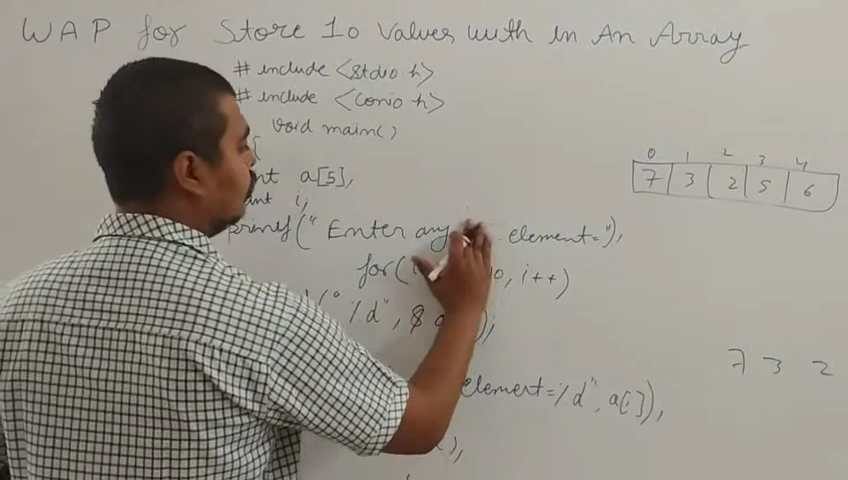 WAP for Store 10 Values with in An Array
# include <stdio h>
# include <conio h>
void main()
{
int a[5],
int i,
printf(" Enter any element="),
0 1 2 3 4
7 3 2 5 6
for( 0, i++)
("%d", &
7 3 2
element=%d", a[i]),
),